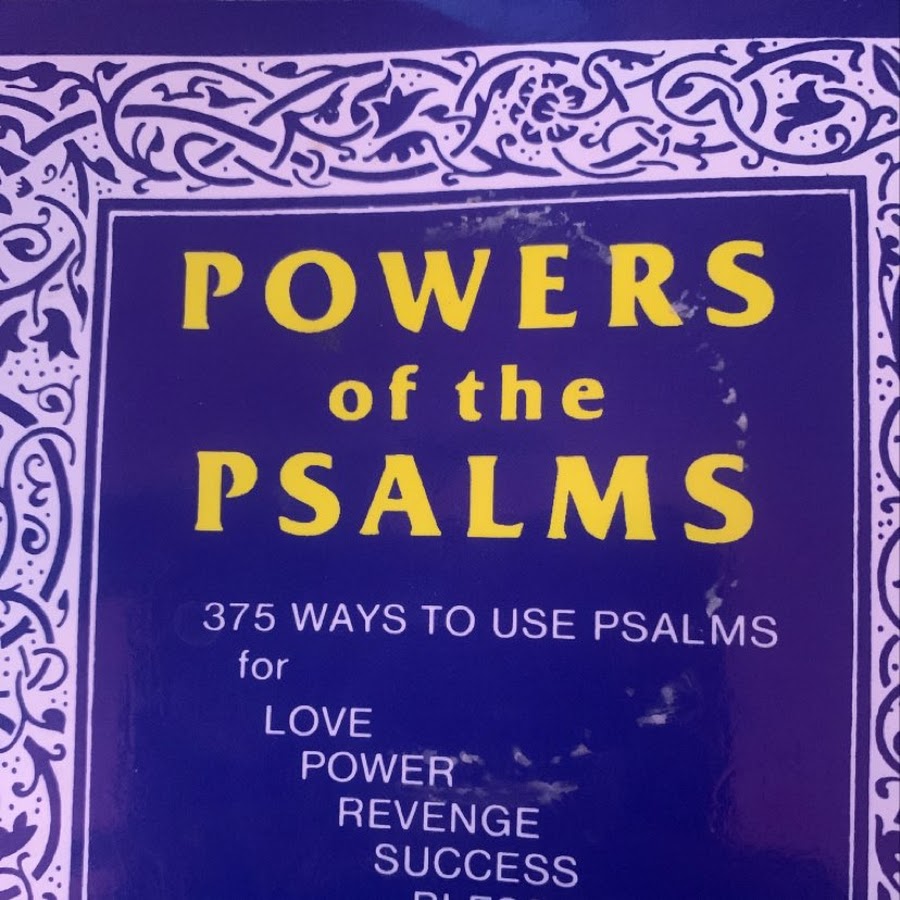 POWERS
of the
PSALMS
375 WAYS TO USE PSALMS
for
LOVE
POWER
REVENGE
SUCCESS